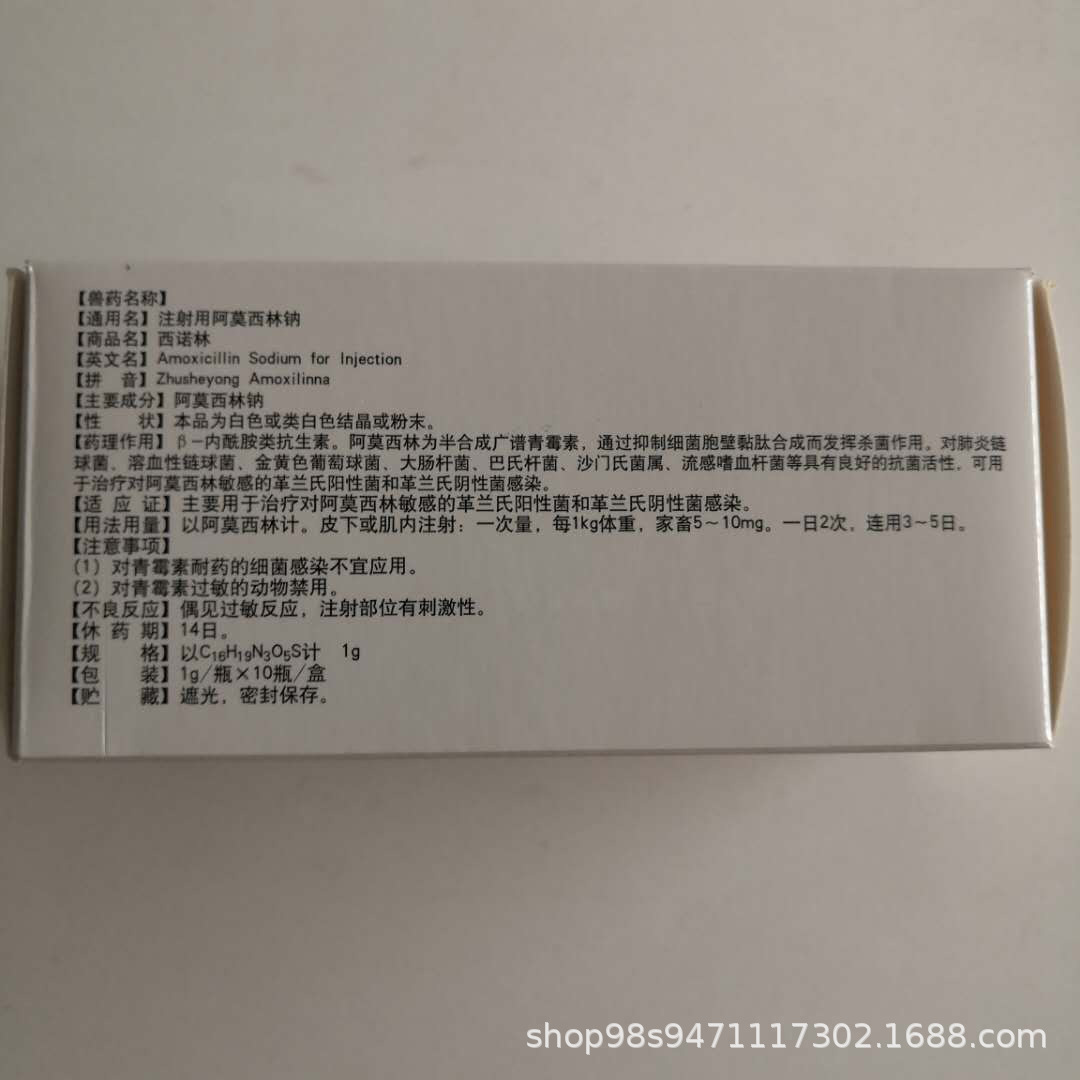 【兽药名称】
【通用名】注射用阿莫西林钠
【商品名】西诺林
【英文名】Amoxicillin Sodium for Injection
【拼　音】Zhusheyong Amoxilinna
【主要成分】阿莫西林钠
【性　　状】本品为白色或类白色结晶或粉末。
【药理作用】β-内酰胺类抗生素。阿莫西林为半合成广谱青霉素，通过抑制细菌胞壁黏肽合成而发挥杀菌作用。对肺炎链
球菌、溶血性链球菌、金黄色葡萄球菌、大肠杆菌、巴氏杆菌、沙门氏菌属、流感嗜血杆菌等具有良好的抗菌活性。可用
于治疗对阿莫西林敏感的革兰氏阳性菌和革兰氏阴性菌感染。
【适 应 证】主要用于治疗对阿莫西林敏感的革兰氏阳性菌和革兰氏阴性菌感染。
【用法用量】以阿莫西林计。皮下或肌内注射：一次量，每1kg体重，家畜5～10mg。一日2次，连用3～5日。
【注意事项】
（1）对青霉素耐药的细菌感染不宜应用。
（2）对青霉素过敏的动物禁用。
【不良反应】偶见过敏反应，注射部位有刺激性。
【休 药 期】14日。
【规　　格】以C₁₆H₁₉N₃O₅S计　1g
【包　　装】1g/瓶×10瓶/盒
【贮　　藏】遮光，密封保存。
shop98s9471117302.1688.com